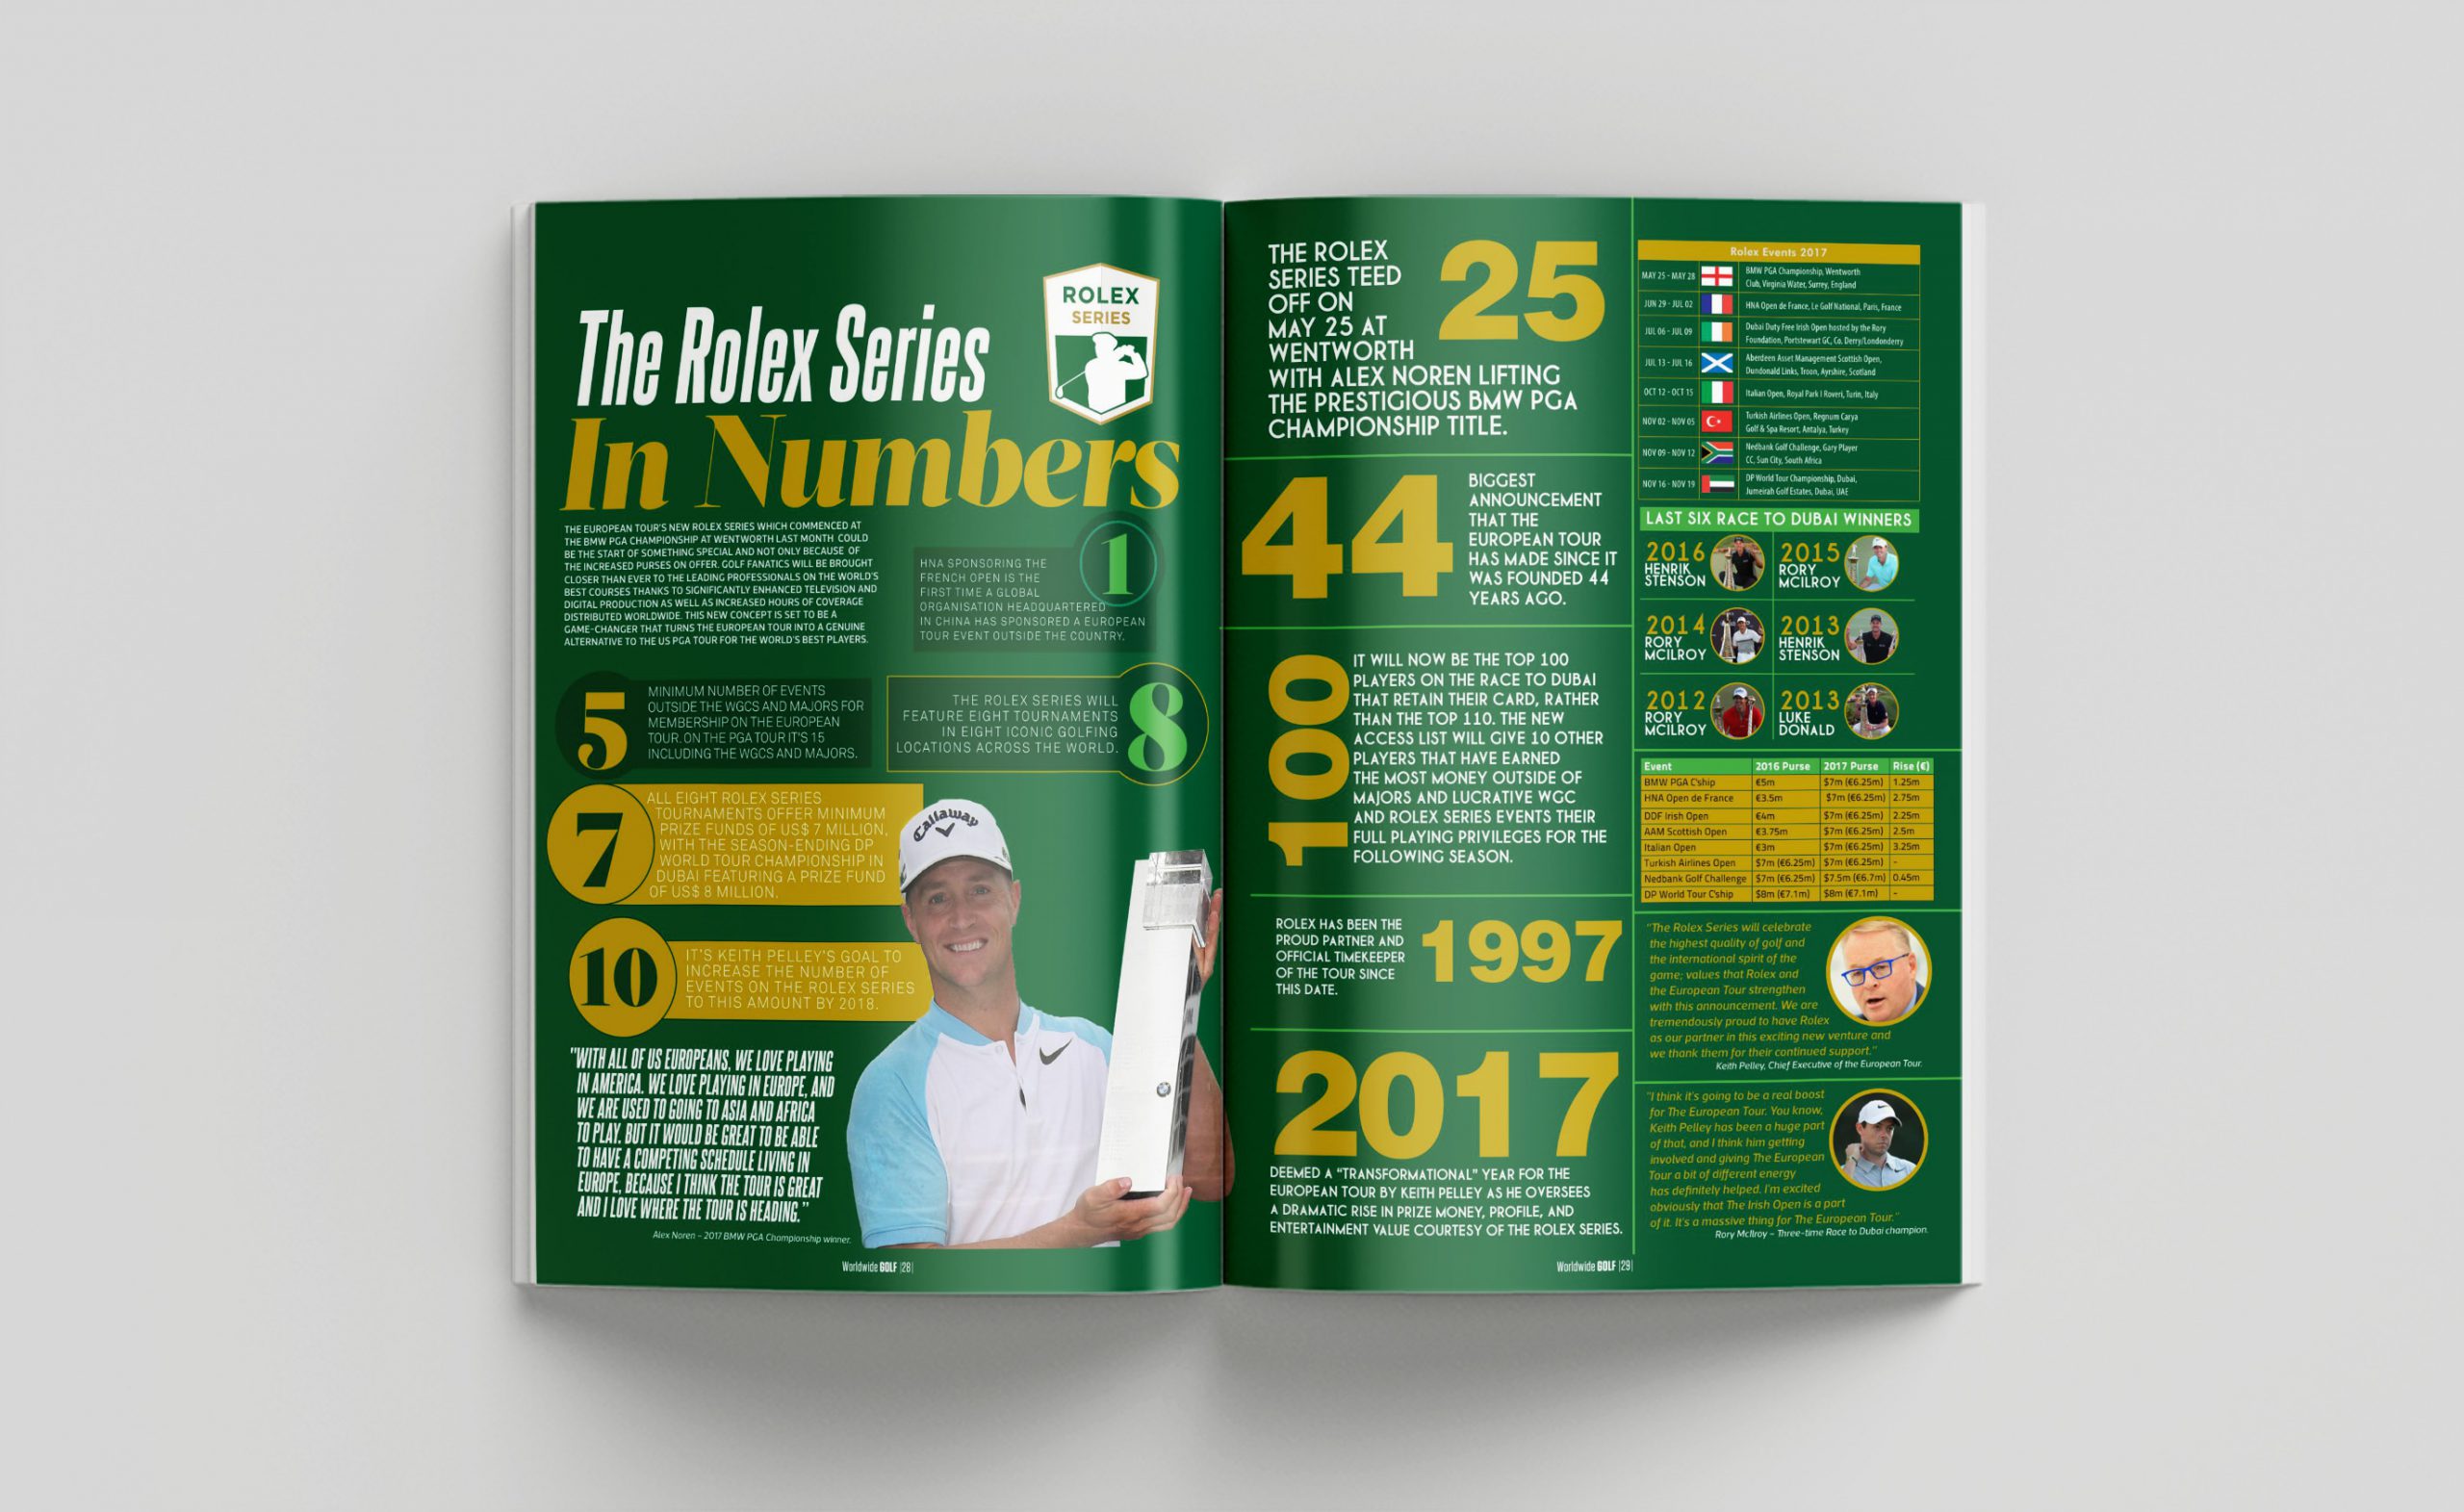 The Rolex Series
In Numbers
ROLEX
SERIES
THE EUROPEAN TOUR'S NEW ROLEX SERIES WHICH COMMENCED AT
THE BMW PGA CHAMPIONSHIP AT WENTWORTH LAST MONTH COULD
BE THE START OF SOMETHING SPECIAL AND NOT ONLY BECAUSE OF
THE INCREASED PURSES ON OFFER. GOLF FANATICS WILL BE BROUGHT
CLOSER THAN EVER TO THE LEADING PROFESSIONALS ON THE WORLD'S
BEST COURSES THANKS TO SIGNIFICANTLY ENHANCED TELEVISION AND
DIGITAL PRODUCTION AS WELL AS INCREASED HOURS OF COVERAGE
DISTRIBUTED WORLDWIDE. THIS NEW CONCEPT IS SET TO BE A
GAME-CHANGER THAT TURNS THE EUROPEAN TOUR INTO A GENUINE
ALTERNATIVE TO THE US PGA TOUR FOR THE WORLD'S BEST PLAYERS.
1
HNA SPONSORING THE
FRENCH OPEN IS THE
FIRST TIME A GLOBAL
ORGANISATION HEADQUARTERED
IN CHINA HAS SPONSORED A EUROPEAN
TOUR EVENT OUTSIDE THE COUNTRY.
5
MINIMUM NUMBER OF EVENTS
OUTSIDE THE WGCS AND MAJORS FOR
MEMBERSHIP ON THE EUROPEAN
TOUR. ON THE PGA TOUR IT'S 15
INCLUDING THE WGCS AND MAJORS.
THE ROLEX SERIES WILL
FEATURE EIGHT TOURNAMENTS
IN EIGHT ICONIC GOLFING
LOCATIONS ACROSS THE WORLD.
8
7
ALL EIGHT ROLEX SERIES
TOURNAMENTS OFFER MINIMUM
PRIZE FUNDS OF US$ 7 MILLION,
WITH THE SEASON-ENDING DP
WORLD TOUR CHAMPIONSHIP IN
DUBAI FEATURING A PRIZE FUND
OF US$ 8 MILLION.
10
IT'S KEITH PELLEY'S GOAL TO
INCREASE THE NUMBER OF
EVENTS ON THE ROLEX SERIES
TO THIS AMOUNT BY 2018.
Callaway
"WITH ALL OF US EUROPEANS, WE LOVE PLAYING
IN AMERICA. WE LOVE PLAYING IN EUROPE, AND
WE ARE USED TO GOING TO ASIA AND AFRICA
TO PLAY. BUT IT WOULD BE GREAT TO BE ABLE
TO HAVE A COMPETING SCHEDULE LIVING IN
EUROPE, BECAUSE I THINK THE TOUR IS GREAT
AND I LOVE WHERE THE TOUR IS HEADING."
Alex Noren – 2017 BMW PGA Championship winner.
Worldwide GOLF |28|
THE ROLEX
SERIES TEED
OFF ON
MAY 25 AT
WENTWORTH
WITH ALEX NOREN LIFTING
THE PRESTIGIOUS BMW PGA
CHAMPIONSHIP TITLE.
25
44
BIGGEST
ANNOUNCEMENT
THAT THE
EUROPEAN TOUR
HAS MADE SINCE IT
WAS FOUNDED 44
YEARS AGO.
100
IT WILL NOW BE THE TOP 100
PLAYERS ON THE RACE TO DUBAI
THAT RETAIN THEIR CARD, RATHER
THAN THE TOP 110. THE NEW
ACCESS LIST WILL GIVE 10 OTHER
PLAYERS THAT HAVE EARNED
THE MOST MONEY OUTSIDE OF
MAJORS AND LUCRATIVE WGC
AND ROLEX SERIES EVENTS THEIR
FULL PLAYING PRIVILEGES FOR THE
FOLLOWING SEASON.
ROLEX HAS BEEN THE
PROUD PARTNER AND
OFFICIAL TIMEKEEPER
OF THE TOUR SINCE
THIS DATE.
1997
2017
DEEMED A "TRANSFORMATIONAL" YEAR FOR THE
EUROPEAN TOUR BY KEITH PELLEY AS HE OVERSEES
A DRAMATIC RISE IN PRIZE MONEY, PROFILE, AND
ENTERTAINMENT VALUE COURTESY OF THE ROLEX SERIES.
Worldwide GOLF |29|
Rolex Events 2017
MAY 25 - MAY 28 BMW PGA Championship, Wentworth
Club, Virginia Water, Surrey, England
JUN 29 - JUL 02 HNA Open de France, Le Golf National, Paris, France
JUL 06 - JUL 09 Dubai Duty Free Irish Open hosted by the Rory
Foundation, Portstewart GC, Co. Derry/Londonderry
JUL 13 - JUL 16 Aberdeen Asset Management Scottish Open,
Dundonald Links, Troon, Ayrshire, Scotland
OCT 12 - OCT 15 Italian Open, Royal Park I Roveri, Turin, Italy
NOV 02 - NOV 05 Turkish Airlines Open, Regnum Carya
Golf & Spa Resort, Antalya, Turkey
NOV 09 - NOV 12 Nedbank Golf Challenge, Gary Player
CC, Sun City, South Africa
NOV 16 - NOV 19 DP World Tour Championship, Dubai,
Jumeirah Golf Estates, Dubai, UAE
LAST SIX RACE TO DUBAI WINNERS
2016
HENRIK
STENSON
2015
RORY
MCILROY
2014
RORY
MCILROY
2013
HENRIK
STENSON
2012
RORY
MCILROY
2013
LUKE
DONALD
Event 2016 Purse 2017 Purse Rise (€)
BMW PGA C'ship €5m $7m (€6.25m) 1.25m
HNA Open de France €3.5m $7m (€6.25m) 2.75m
DDF Irish Open €4m $7m (€6.25m) 2.25m
AAM Scottish Open €3.75m $7m (€6.25m) 2.5m
Italian Open €3m $7m (€6.25m) 3.25m
Turkish Airlines Open $7m (€6.25m) $7m (€6.25m) -
Nedbank Golf Challenge $7m (€6.25m) $7.5m (€6.7m) 0.45m
DP World Tour C'ship $8m (€7.1m) $8m (€7.1m) -
"The Rolex Series will celebrate
the highest quality of golf and
the international spirit of the
game; values that Rolex and
the European Tour strengthen
with this announcement. We are
tremendously proud to have Rolex
as our partner in this exciting new venture and
we thank them for their continued support."
Keith Pelley, Chief Executive of the European Tour.
"I think it's going to be a real boost
for The European Tour. You know,
Keith Pelley has been a huge part
of that, and I think him getting
involved and giving The European
Tour a bit of different energy
has definitely helped. I'm excited
obviously that The Irish Open is a part
of it. It's a massive thing for The European Tour."
Rory McIlroy – Three-time Race to Dubai champion.